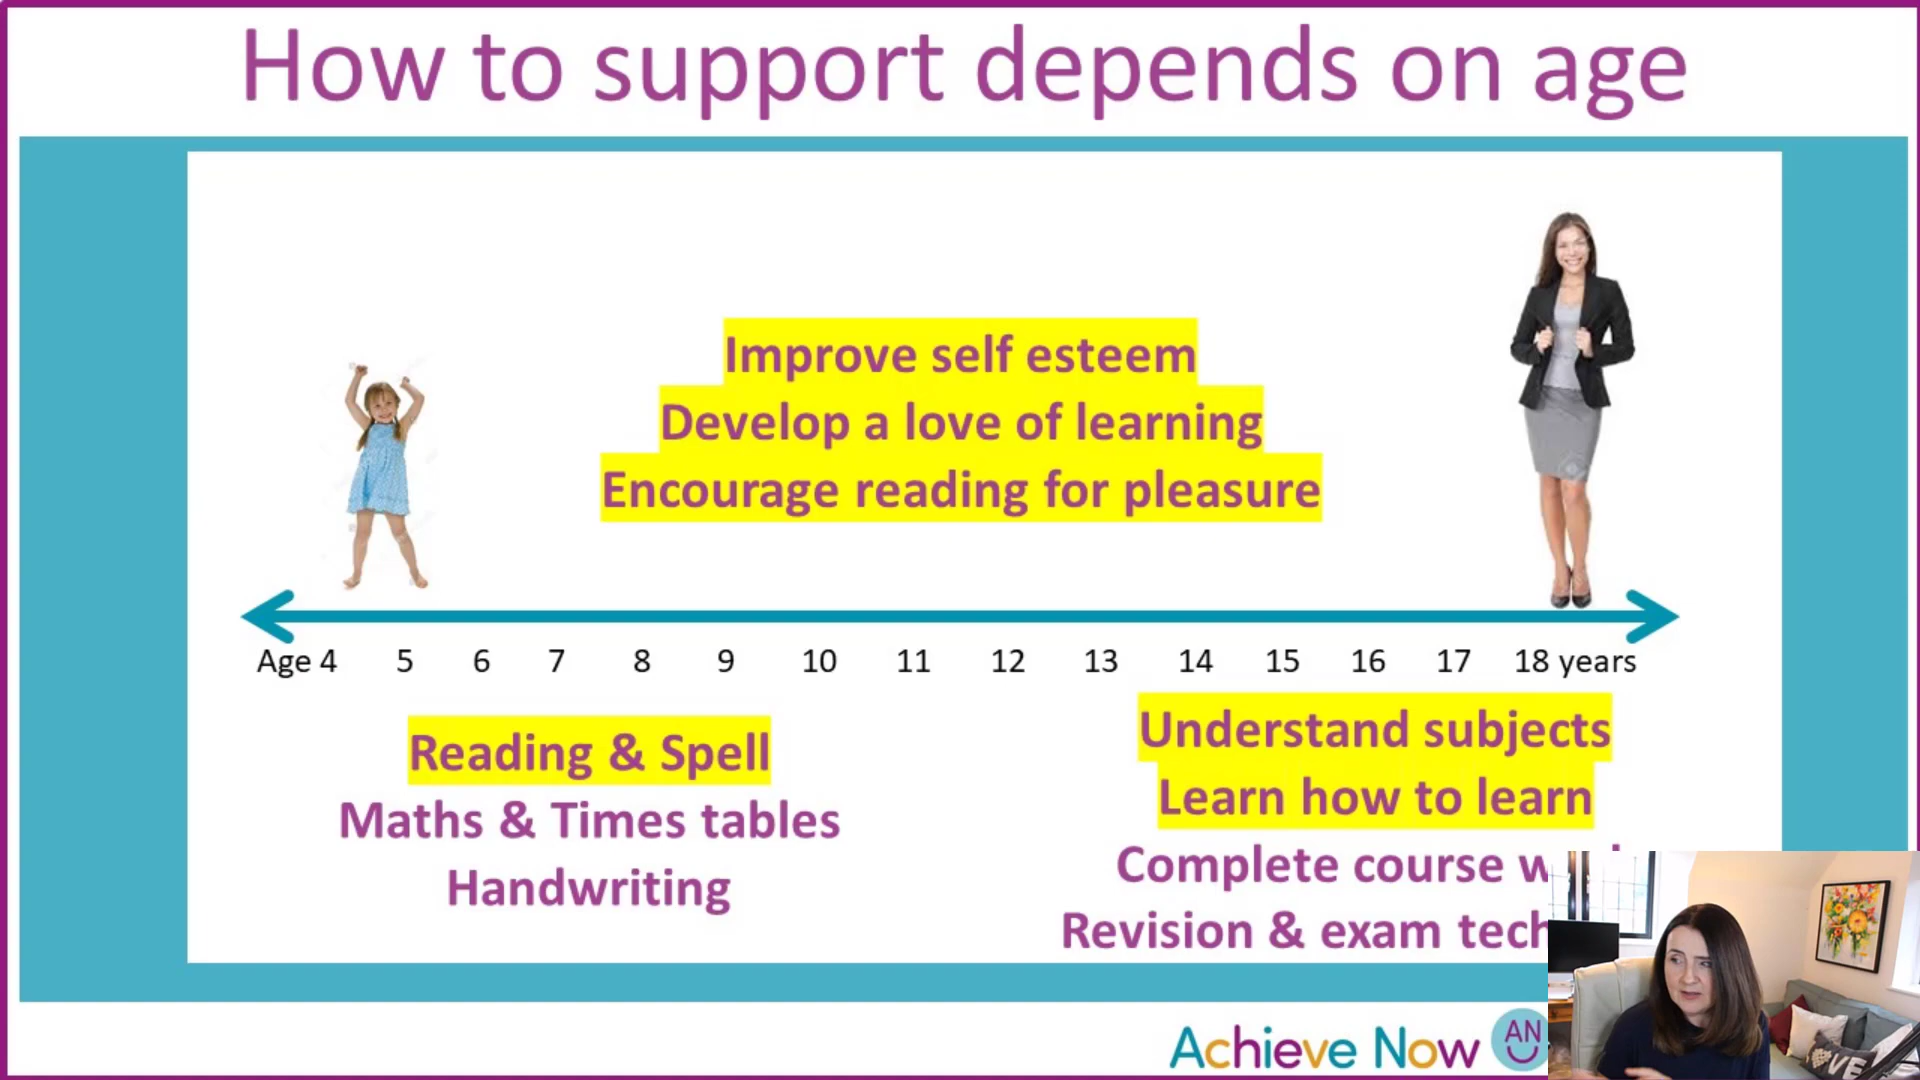 How to support depends on age
Improve self esteem
Develop a love of learning
Encourage reading for pleasure
Age 4 5 6 7 8 9 10 11 12 13 14 15 16 17 18 years
Reading & Spell
Maths & Times tables
Handwriting
Understand subjects
Learn how to learn
Complete course
Revision & exam
Achieve Now AN